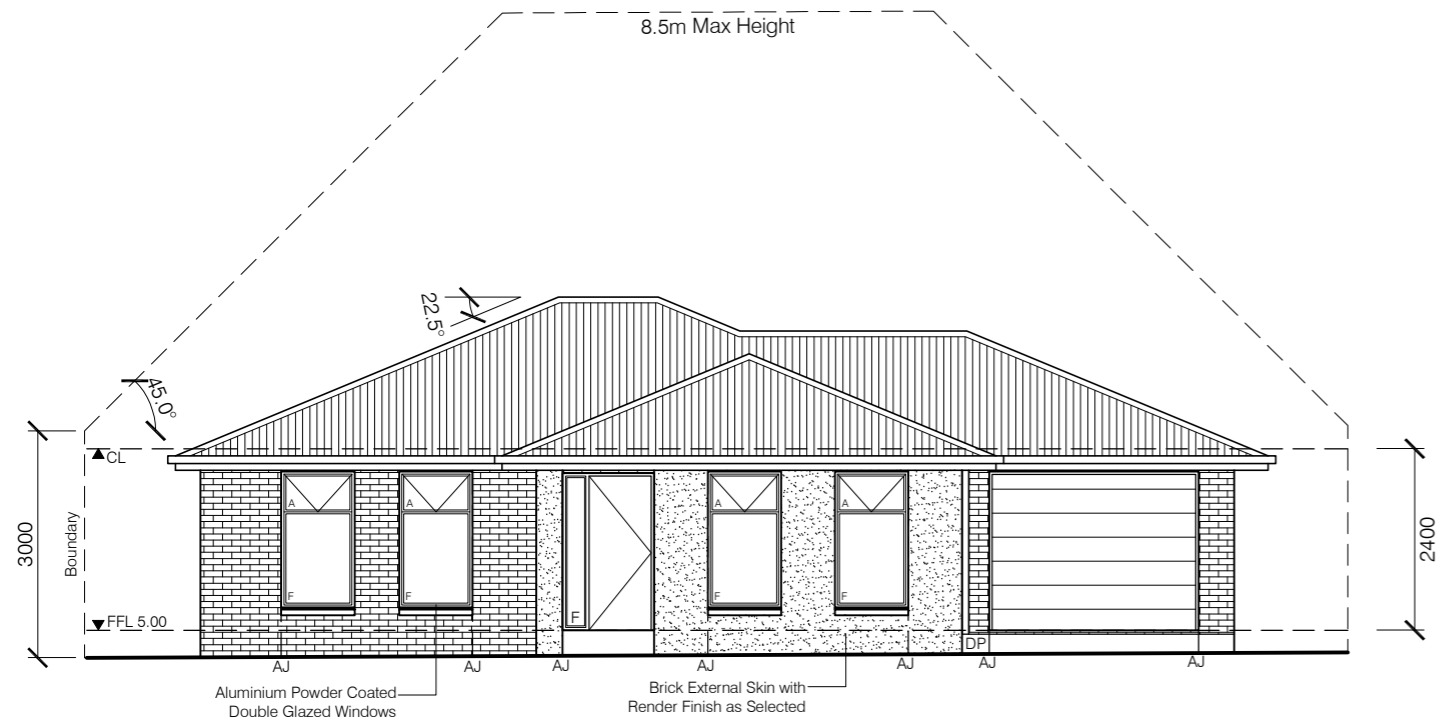 8.5m Max Height
22.5°
45.0°
CL
3000
Boundary
2400
A
A
A
A
F
F
F
F
F
FFL 5.00
DP
AJ
AJ
AJ
AJ
AJ
AJ
AJ
Aluminium Powder Coated
Double Glazed Windows
Brick External Skin with
Render Finish as Selected